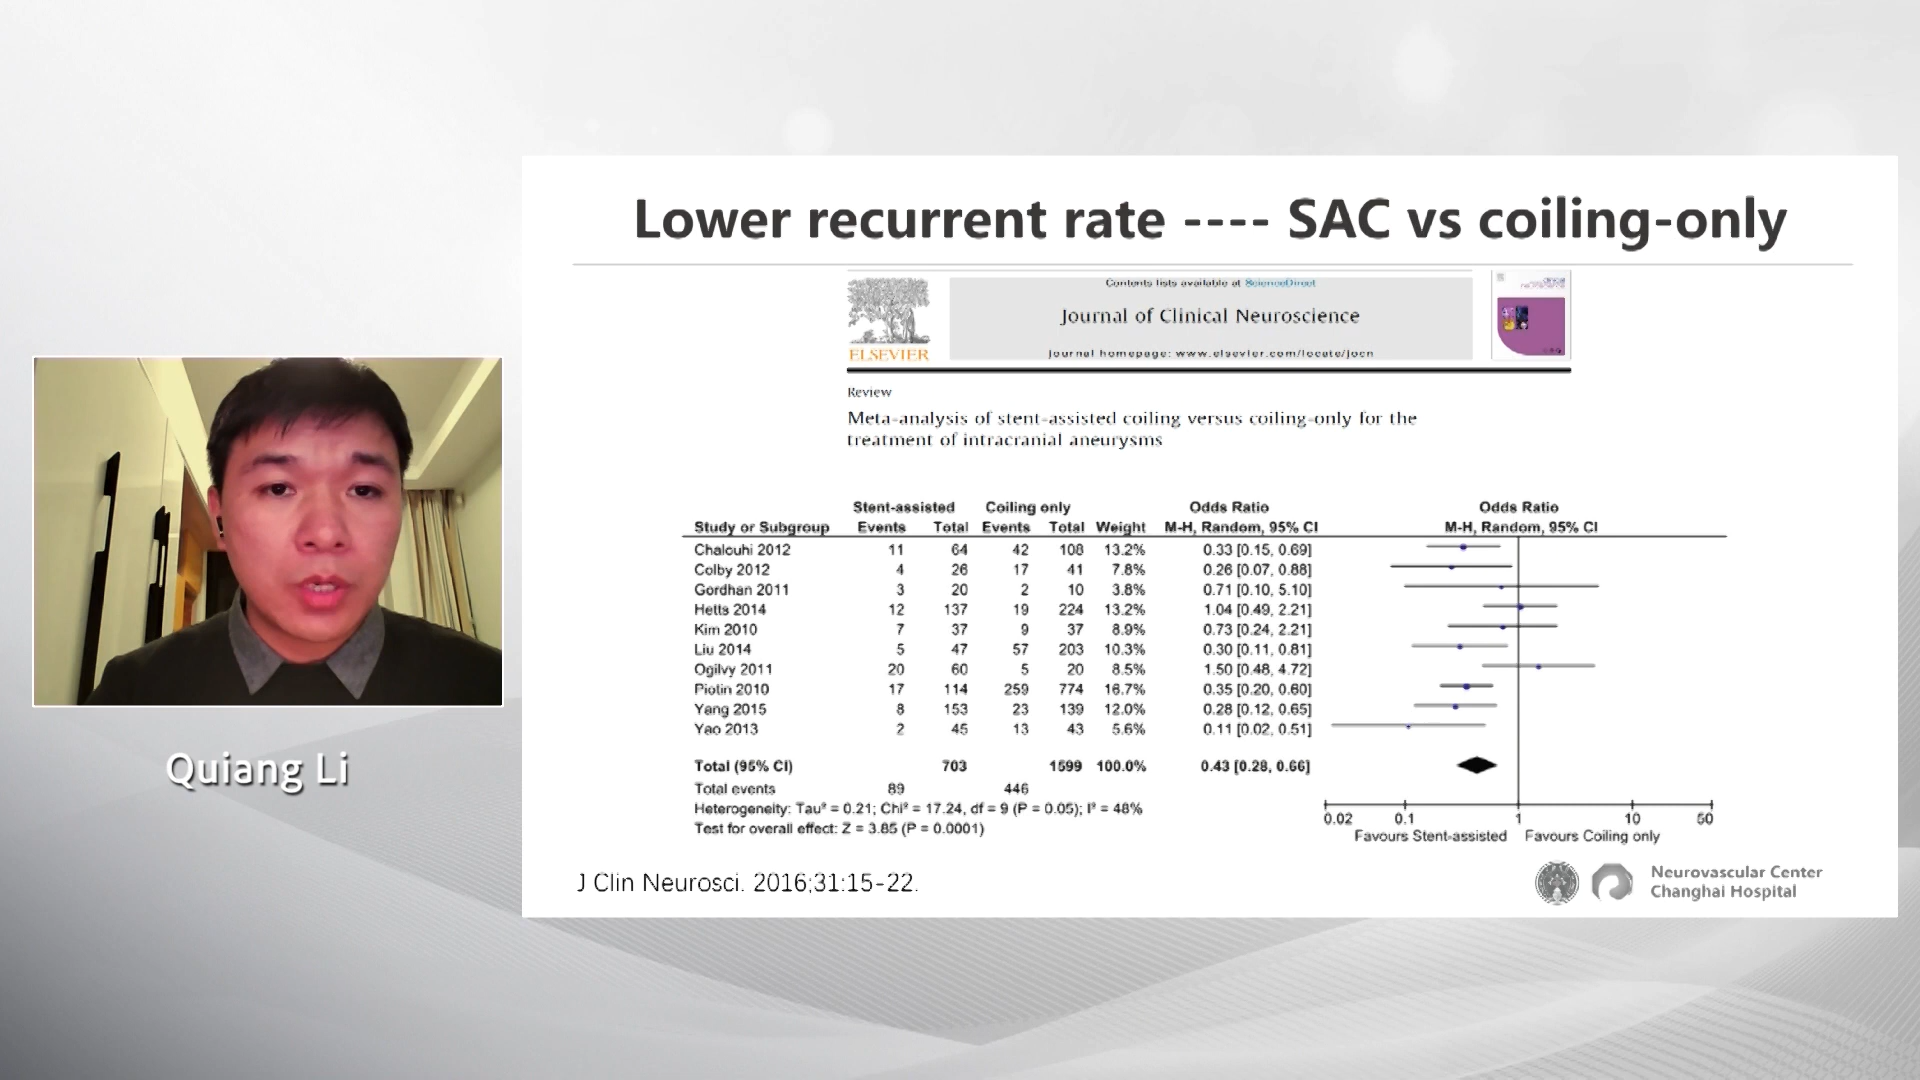 Lower recurrent rate ---- SAC vs coiling-only
Contents lists available at ScienceDirect
Journal of Clinical Neuroscience
journal homepage: www.elsevier.com/locate/jocn
ELSEVIER
Review
Meta-analysis of stent-assisted coiling versus coiling-only for the
treatment of intracranial aneurysms
Stent-assisted Coiling only Odds Ratio Odds Ratio
Study or Subgroup Events Total Events Total Weight M-H, Random, 95% CI M-H, Random, 95% CI
Chalouhi 2012 11 64 42 108 13.2% 0.33 [0.15, 0.69]
Colby 2012 4 26 17 41 7.8% 0.26 [0.07, 0.88]
Gordhan 2011 3 20 2 10 3.8% 0.71 [0.10, 5.10]
Hetts 2014 12 137 19 224 13.2% 1.04 [0.49, 2.21]
Kim 2010 7 37 9 37 8.9% 0.73 [0.24, 2.21]
Liu 2014 5 47 57 203 10.3% 0.30 [0.11, 0.81]
Ogilvy 2011 20 60 5 20 8.5% 1.50 [0.48, 4.72]
Piotin 2010 17 114 259 774 16.7% 0.35 [0.20, 0.60]
Yang 2015 8 153 23 139 12.0% 0.28 [0.12, 0.65]
Yao 2013 2 45 13 43 5.6% 0.11 [0.02, 0.51]
Total (95% CI) 703 1599 100.0% 0.43 [0.28, 0.66]
Total events 89 446
Heterogeneity: Tau² = 0.21; Chi² = 17.24, df = 9 (P = 0.05); I² = 48%
Test for overall effect: Z = 3.85 (P = 0.0001)
0.02 0.1 1 10 50
Favours Stent-assisted Favours Coiling only
J Clin Neurosci. 2016;31:15-22.
Neurovascular Center
Changhai Hospital
Quiang Li